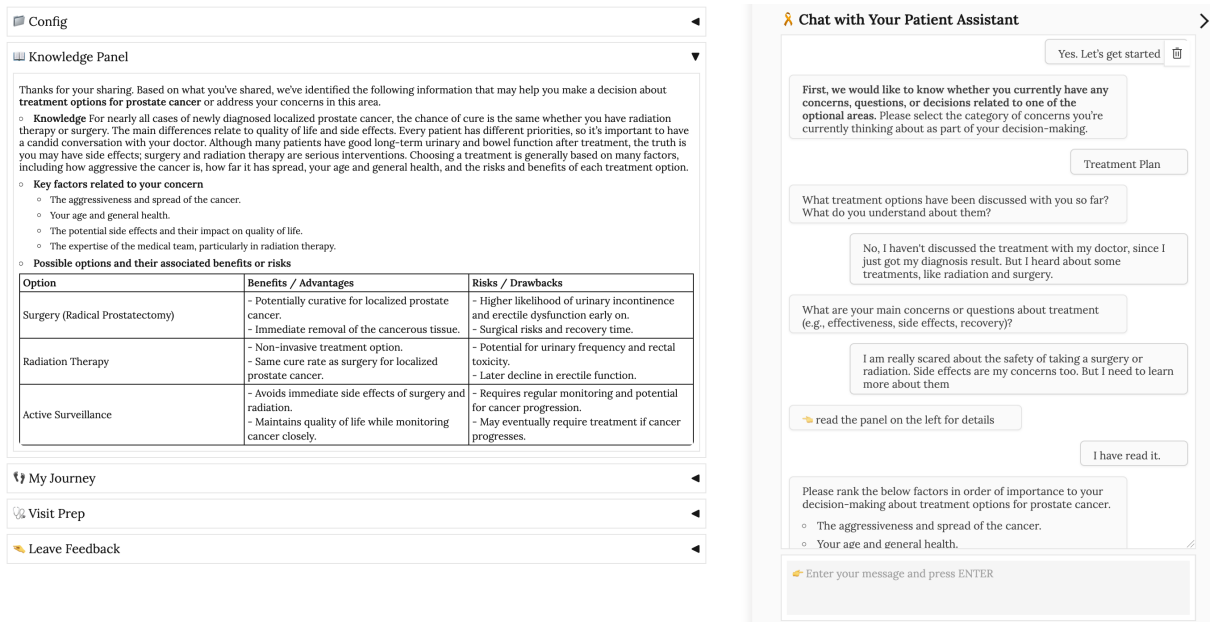 Config
Knowledge Panel
Thanks for your sharing. Based on what you've shared, we've identified the following information that may help you make a decision about
treatment options for prostate cancer or address your concerns in this area.
Knowledge For nearly all cases of newly diagnosed localized prostate cancer, the chance of cure is the same whether you have radiation
therapy or surgery. The main differences relate to quality of life and side effects. Every patient has different priorities, so it's important to have
a candid conversation with your doctor. Although many patients have good long-term urinary and bowel function after treatment, the truth is
you may have side effects; surgery and radiation therapy are serious interventions. Choosing a treatment is generally based on many factors,
including how aggressive the cancer is, how far it has spread, your age and general health, and the risks and benefits of each treatment option.
Key factors related to your concern
The aggressiveness and spread of the cancer.
Your age and general health.
The potential side effects and their impact on quality of life.
The expertise of the medical team, particularly in radiation therapy.
Possible options and their associated benefits or risks
Option Benefits / Advantages Risks / Drawbacks
Surgery (Radical Prostatectomy)
- Potentially curative for localized prostate
cancer.
- Immediate removal of the cancerous tissue.
- Higher likelihood of urinary incontinence
and erectile dysfunction early on.
- Surgical risks and recovery time.
Radiation Therapy
- Non-invasive treatment option.
- Same cure rate as surgery for localized
prostate cancer.
- Potential for urinary frequency and rectal
toxicity.
- Later decline in erectile function.
Active Surveillance
- Avoids immediate side effects of surgery and
radiation.
- Maintains quality of life while monitoring
cancer closely.
- Requires regular monitoring and potential
for cancer progression.
- May eventually require treatment if cancer
progresses.
My Journey
Visit Prep
Leave Feedback
Chat with Your Patient Assistant
Yes. Let's get started
First, we would like to know whether you currently have any
concerns, questions, or decisions related to one of the
optional areas. Please select the category of concerns you're
currently thinking about as part of your decision-making.
Treatment Plan
What treatment options have been discussed with you so far?
What do you understand about them?
No, I haven't discussed the treatment with my doctor, since I
just got my diagnosis result. But I heard about some
treatments, like radiation and surgery.
What are your main concerns or questions about treatment
(e.g., effectiveness, side effects, recovery)?
I am really scared about the safety of taking a surgery or
radiation. Side effects are my concerns too. But I need to learn
more about them
read the panel on the left for details
I have read it.
Please rank the below factors in order of importance to your
decision-making about treatment options for prostate cancer.
The aggressiveness and spread of the cancer.
Your age and general health.
Enter your message and press ENTER